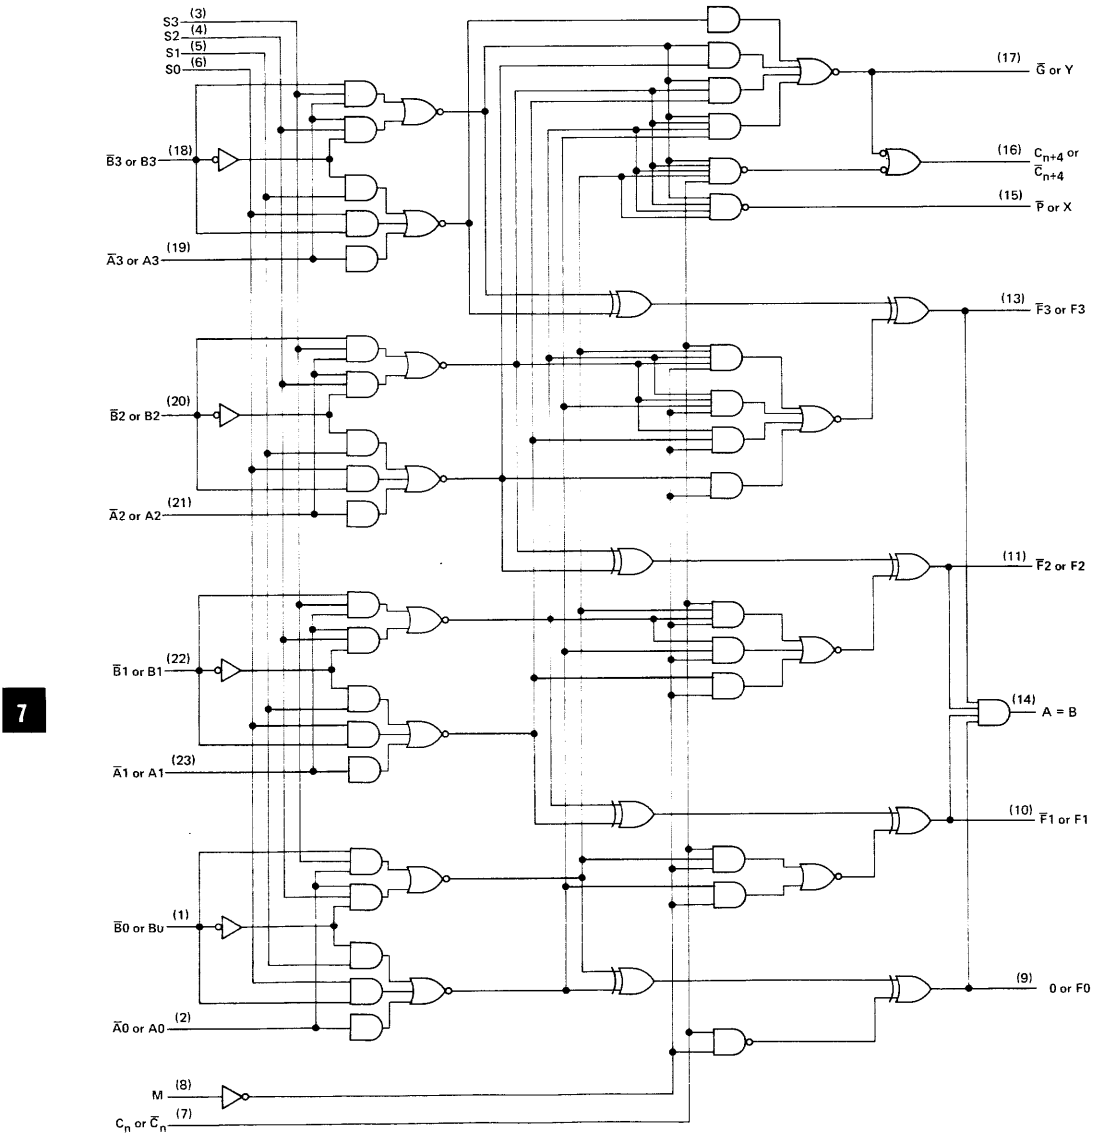 S3 (3)
S2 (4)
S1 (5)
S0 (6)
B̅3 or B3 (18)
A̅3 or A3 (19)
(17) G̅ or Y
(16) Cn+4 or
C̅n+4
(15) P̅ or X
(13) F̅3 or F3
B̅2 or B2 (20)
A̅2 or A2 (21)
(11) F̅2 or F2
B̅1 or B1 (22)
7
(14) A = B
A̅1 or A1 (23)
(10) F̅1 or F1
B̅0 or Bu (1)
(9) 0 or F0
A̅0 or A0 (2)
M (8)
Cn or C̅n (7)